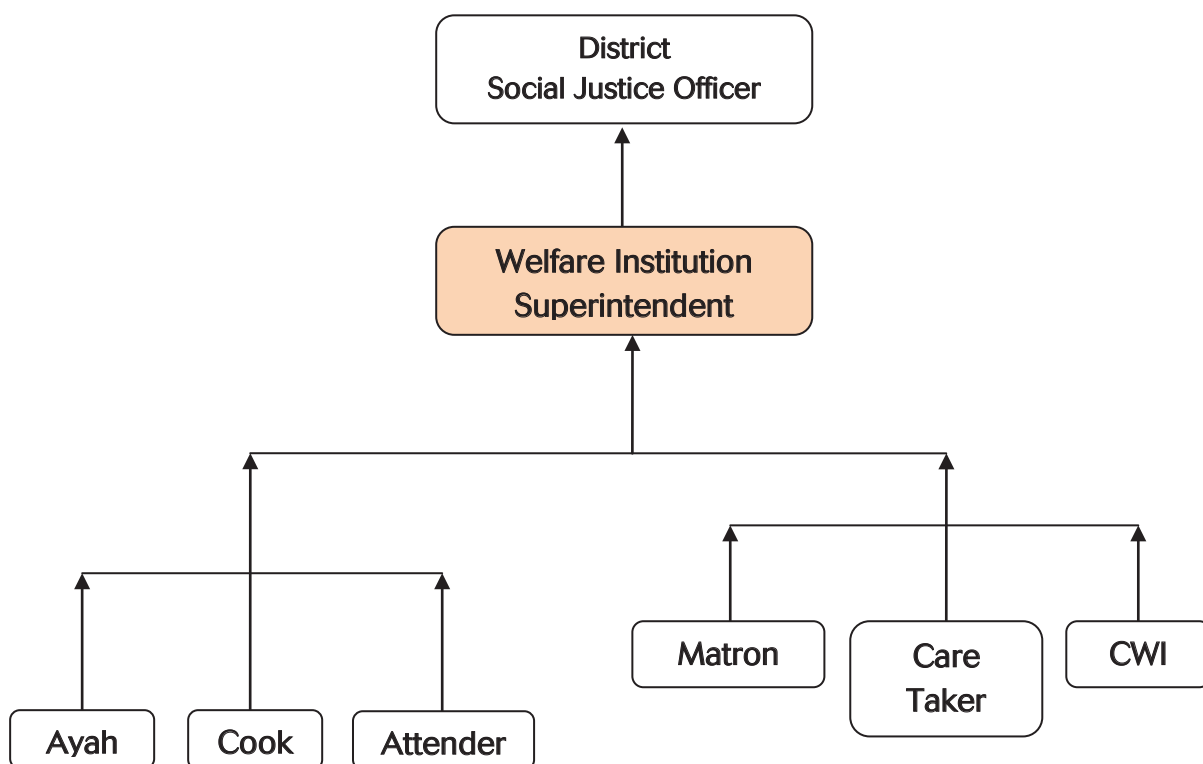 District
Social Justice Officer
Welfare Institution
Superintendent
Matron
Care
Taker
CWI
Ayah
Cook
Attender